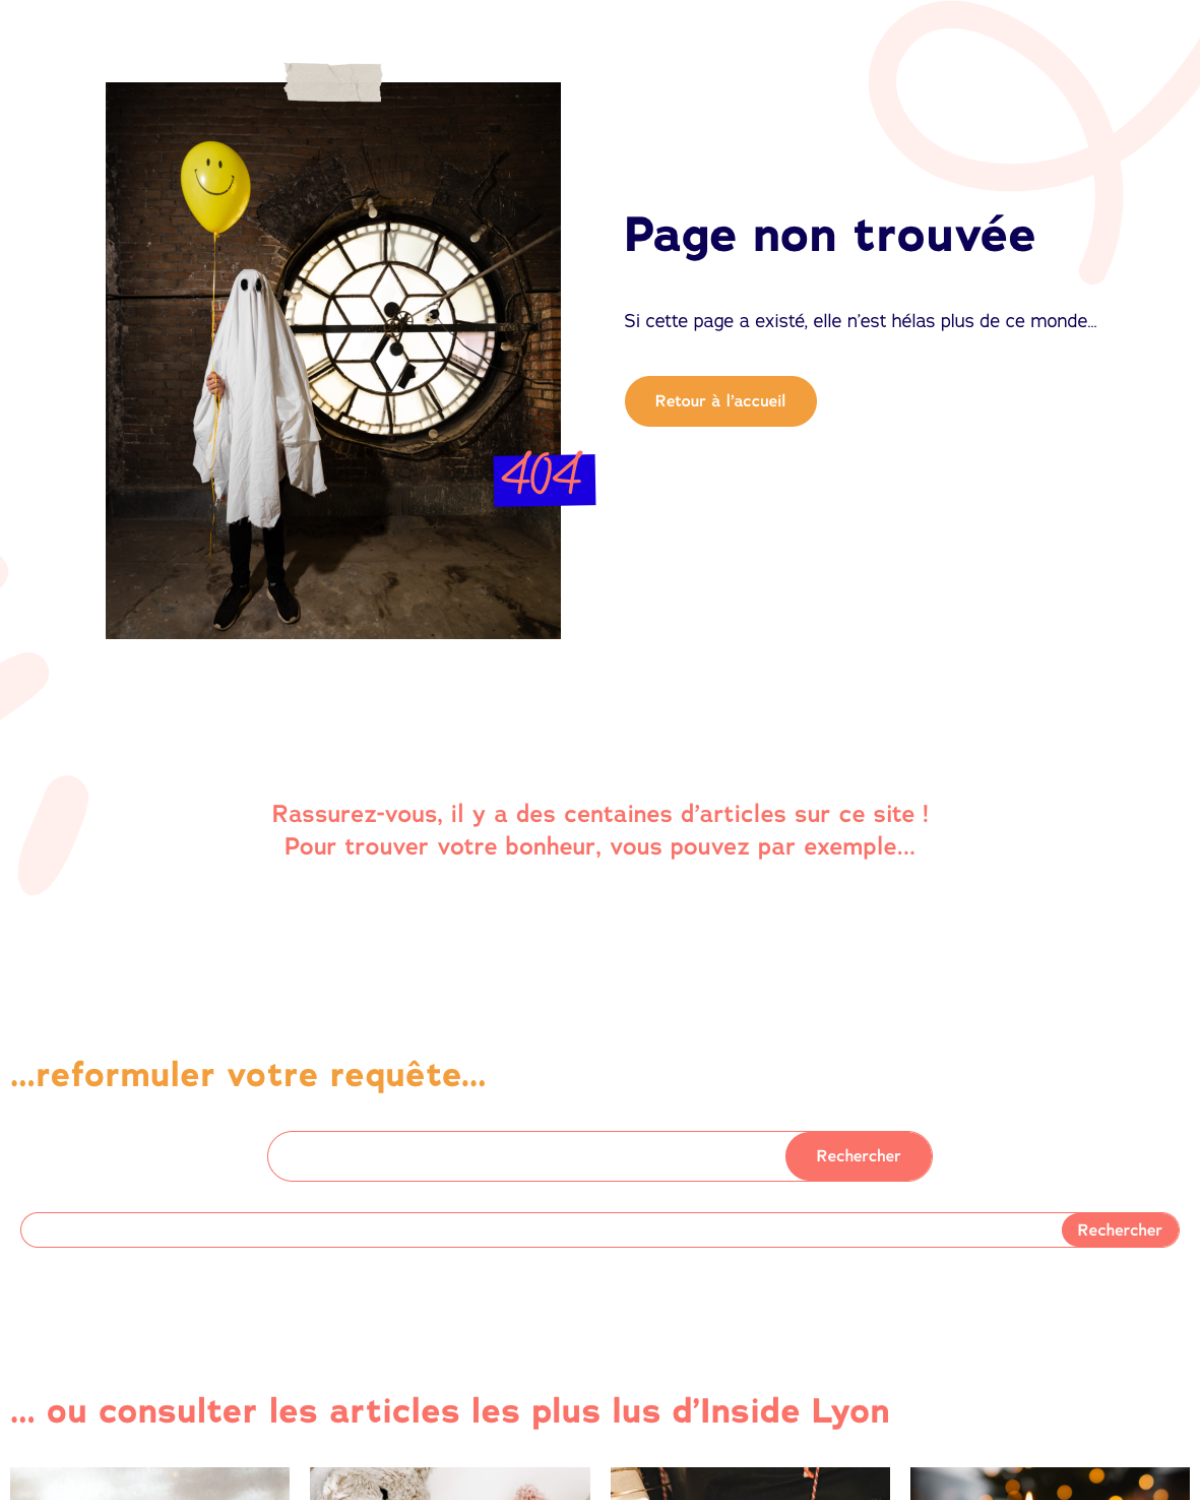 Page non trouvée
Si cette page a existé, elle n'est hélas plus de ce monde...
Retour à l'accueil
404
Rassurez-vous, il y a des centaines d'articles sur ce site !
Pour trouver votre bonheur, vous pouvez par exemple...
...reformuler votre requête...
Rechercher
Rechercher
... ou consulter les articles les plus lus d'Inside Lyon